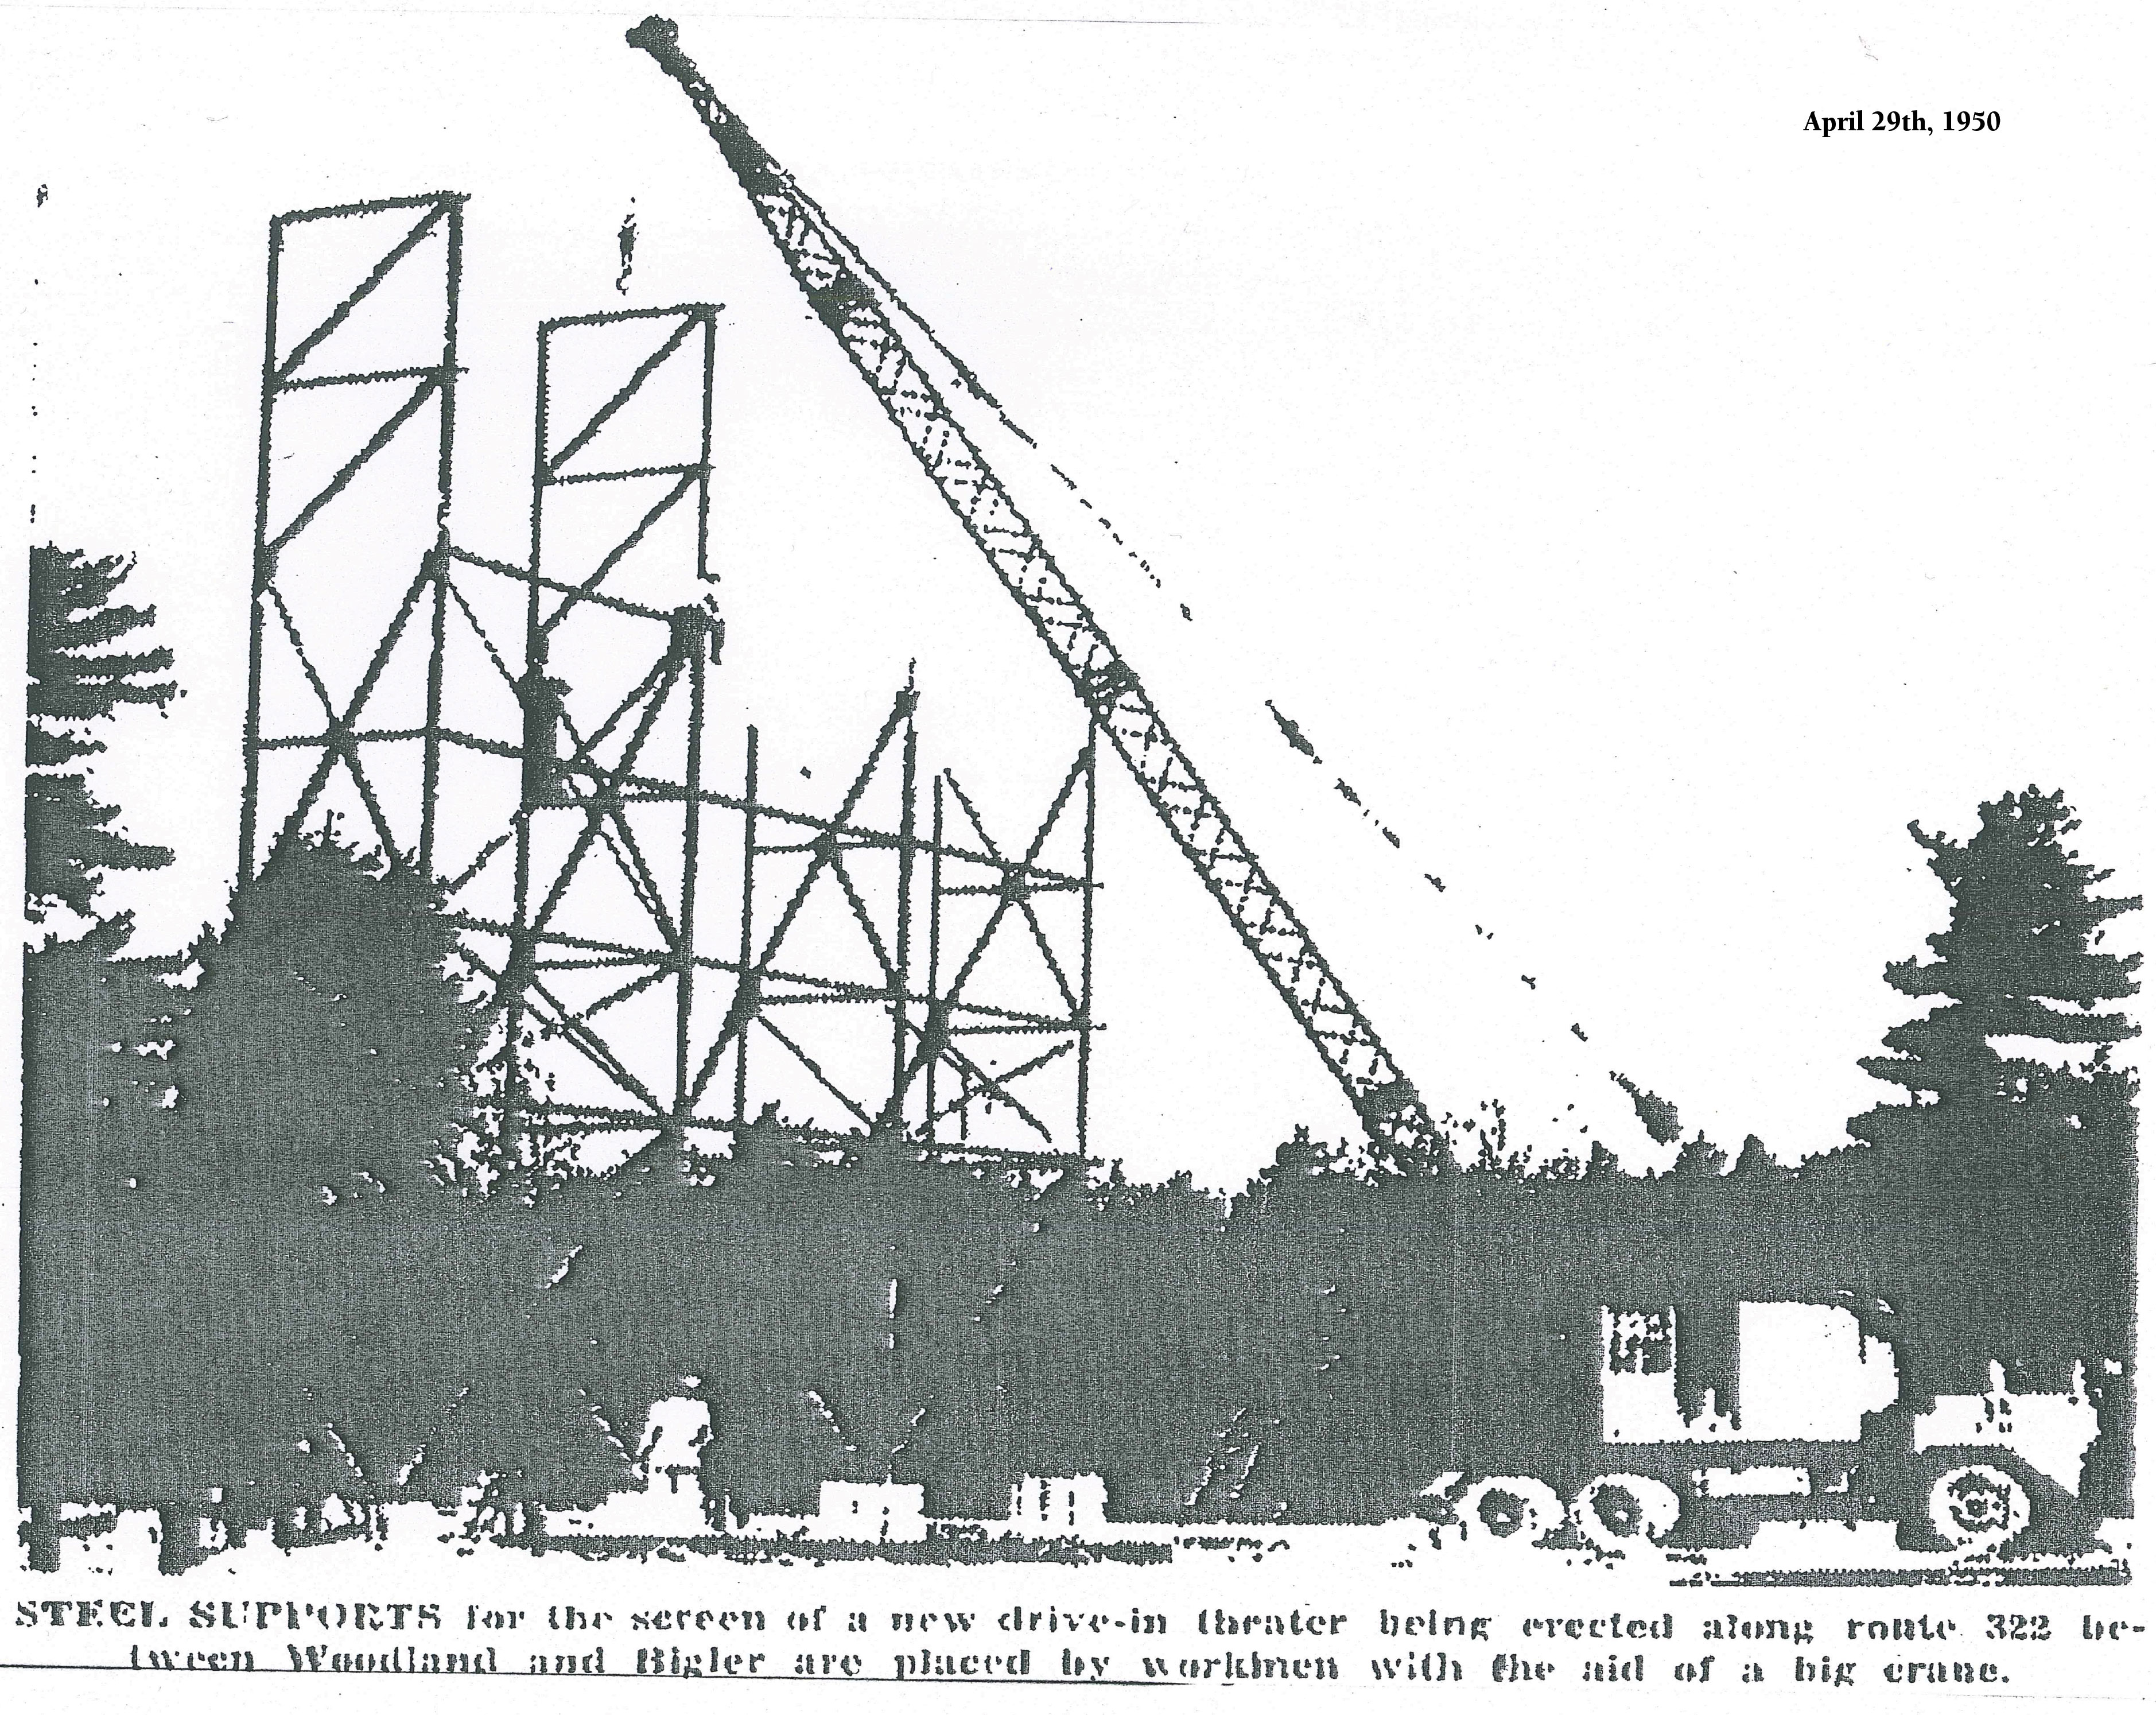 April 29th, 1950
STEEL SUPPORTS for the screen of a new drive-in theater being erected along route 322 be-
tween Woodland and Bigler are placed by workmen with the aid of a big crane.